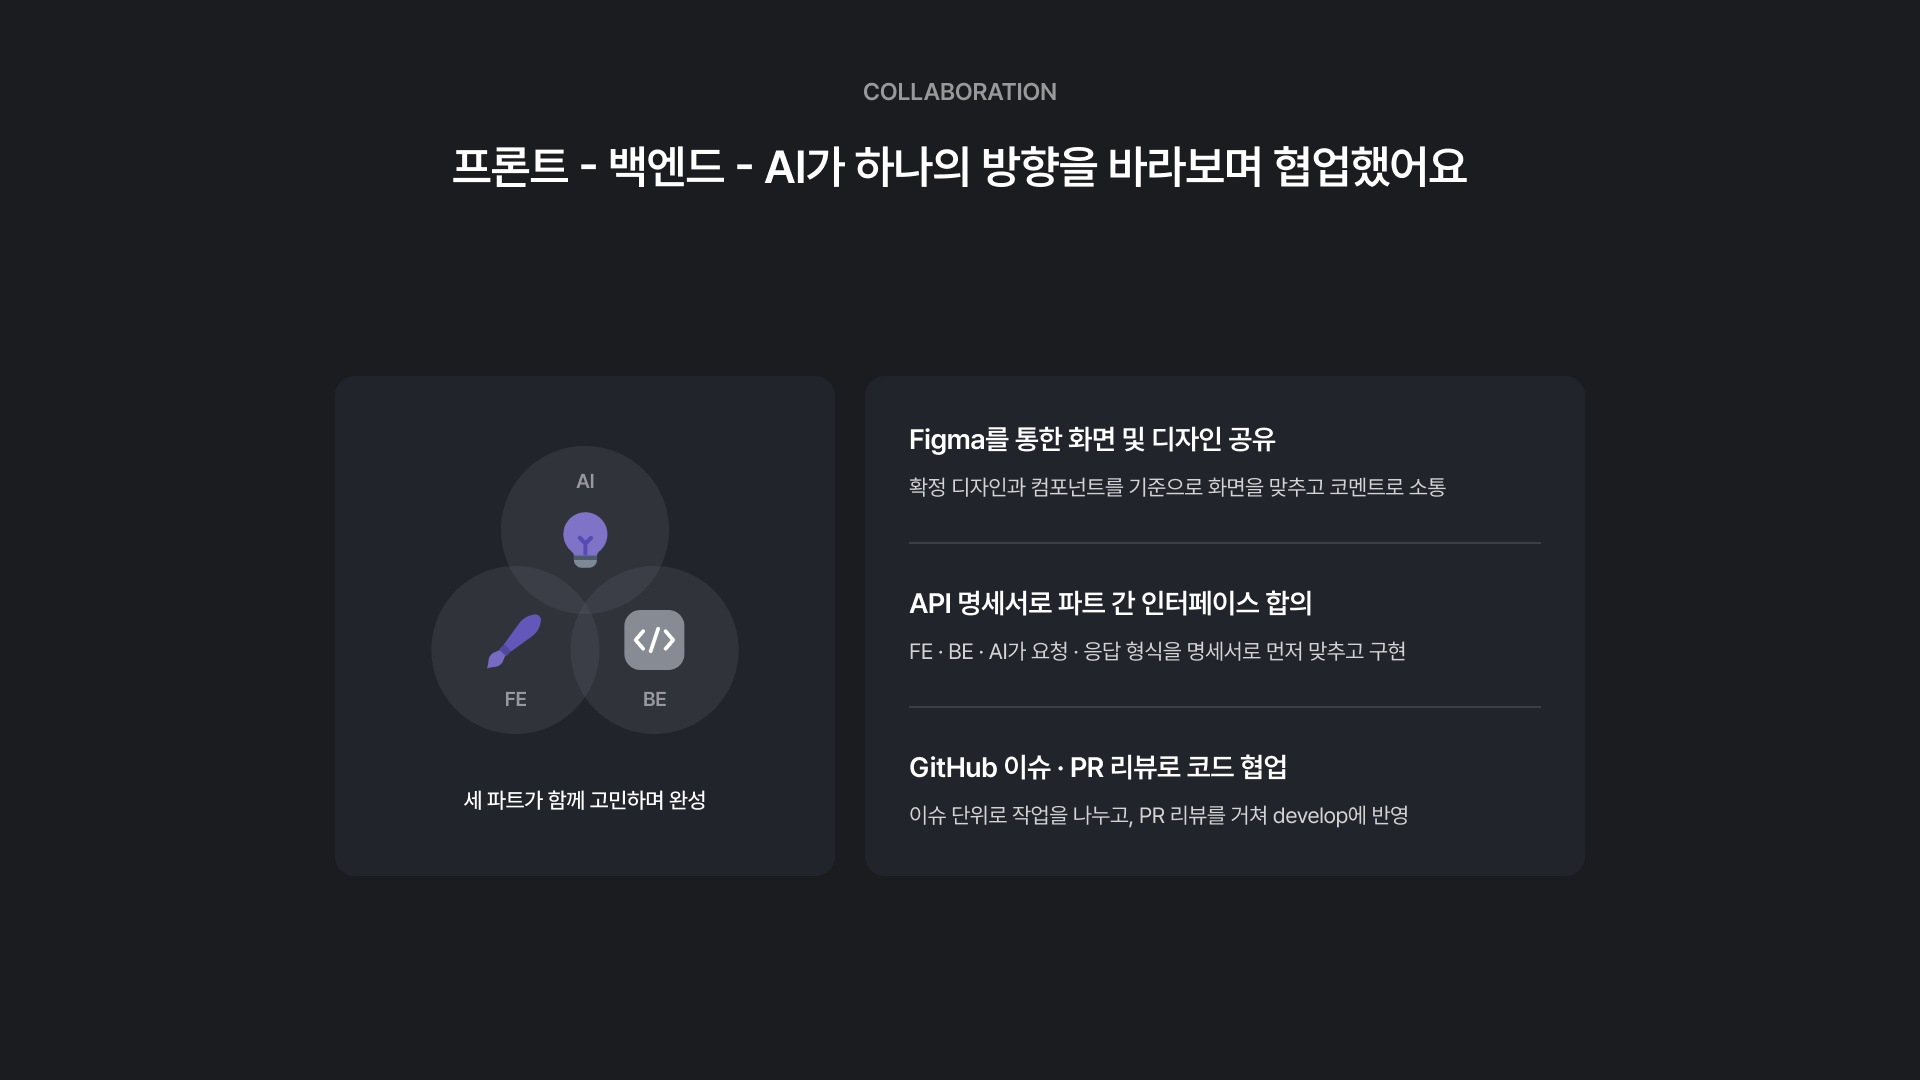 COLLABORATION
프론트 - 백엔드 - AI가 하나의 방향을 바라보며 협업했어요
AI
FE
BE
세 파트가 함께 고민하며 완성
Figma를 통한 화면 및 디자인 공유
확정 디자인과 컴포넌트를 기준으로 화면을 맞추고 코멘트로 소통
API 명세서로 파트 간 인터페이스 합의
FE · BE · AI가 요청 · 응답 형식을 명세서로 먼저 맞추고 구현
GitHub 이슈 · PR 리뷰로 코드 협업
이슈 단위로 작업을 나누고, PR 리뷰를 거쳐 develop에 반영